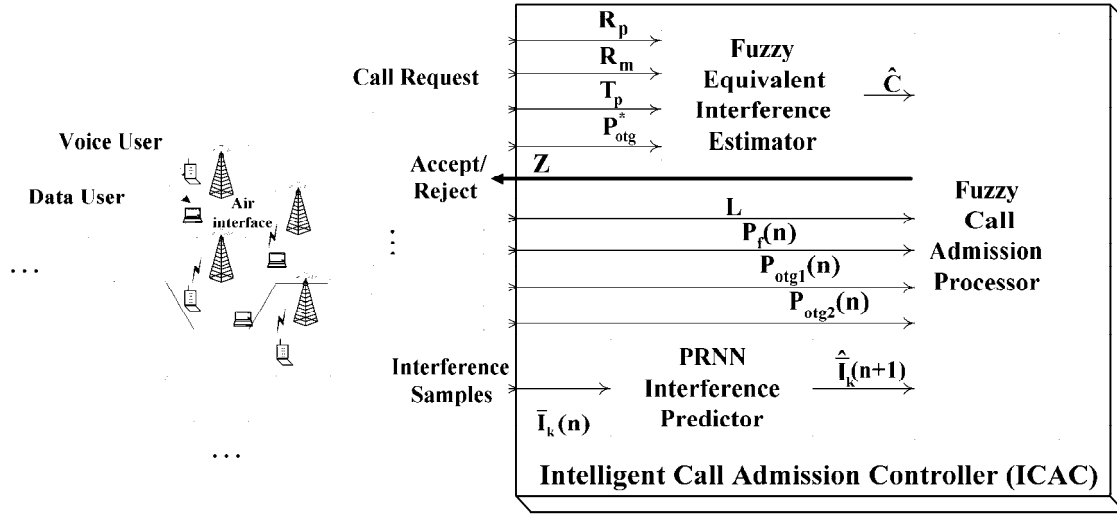 Voice User
Data User
Air
interface
...
...
...
Call Request
Accept/
Reject
Interference
Samples
R_p
R_m
T_p
P*_otg
Fuzzy
Equivalent
Interference
Estimator
Ĉ
Z
L
P_f(n)
P_otg1(n)
P_otg2(n)
Fuzzy
Call
Admission
Processor
Ī_k(n)
PRNN
Interference
Predictor
Ī̂_k(n+1)
Intelligent Call Admission Controller (ICAC)